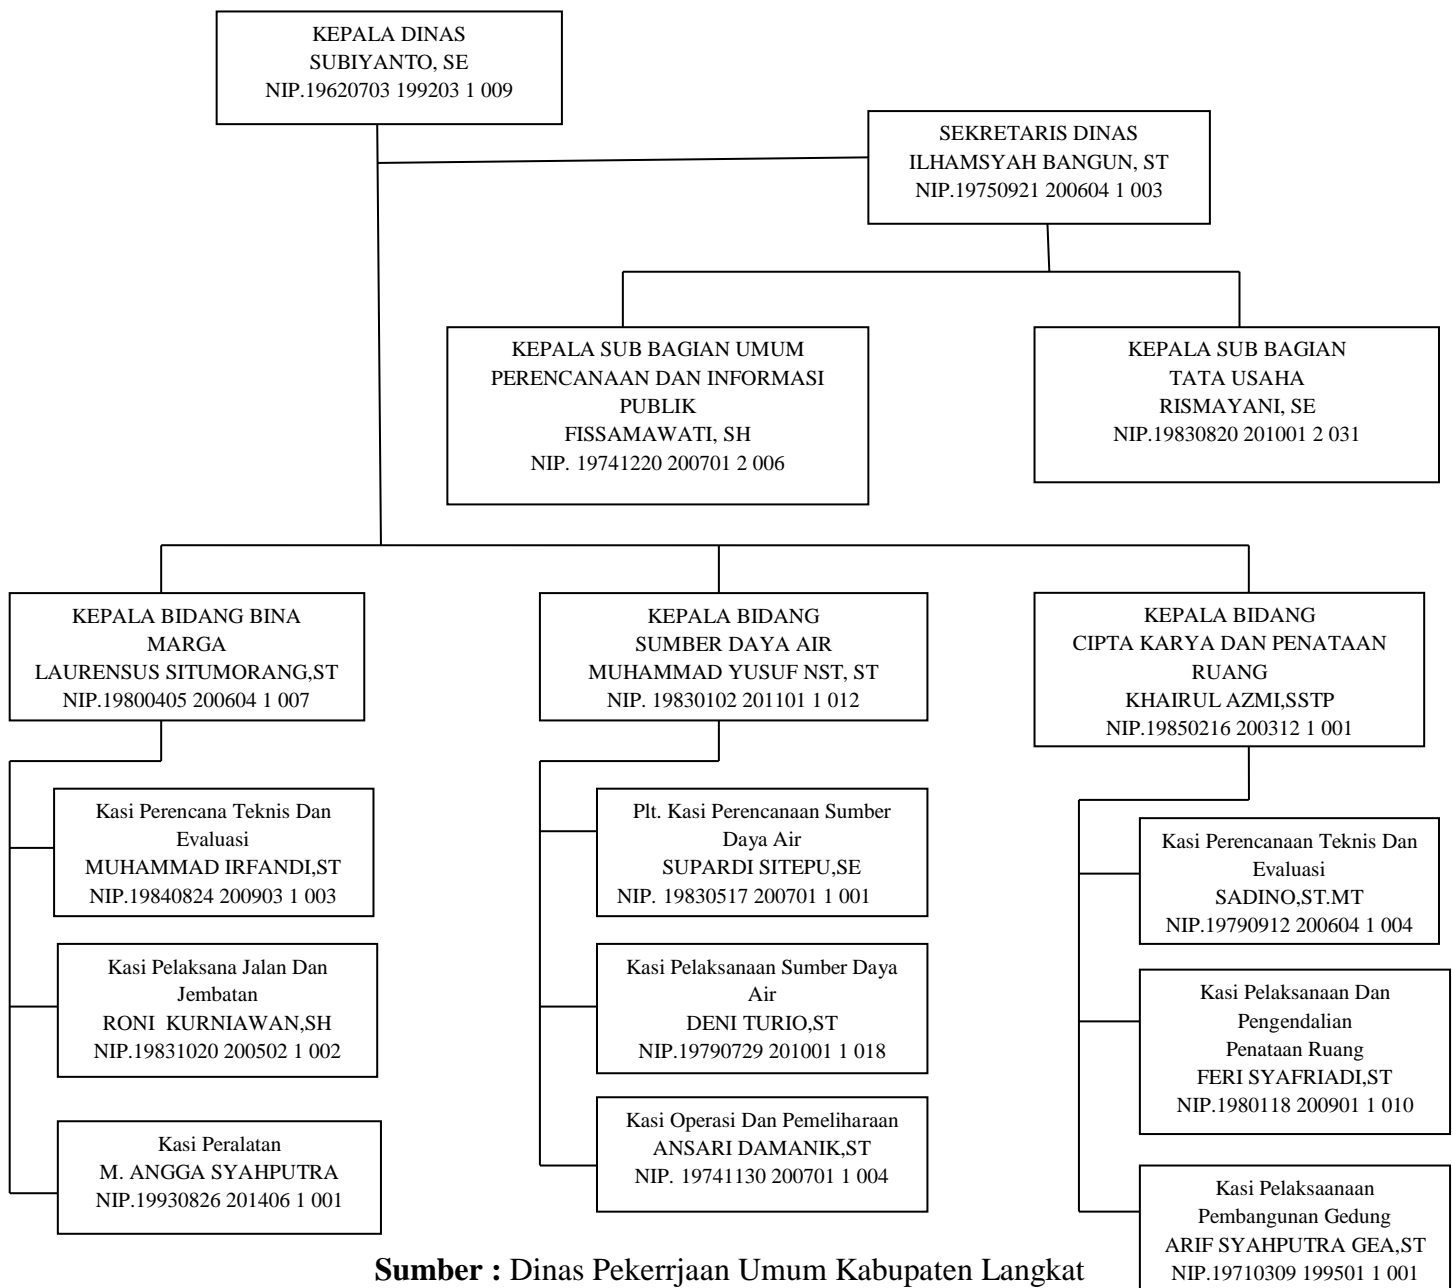 KEPALA DINAS
SUBIYANTO, SE
NIP.19620703 199203 1 009
SEKRETARIS DINAS
ILHAMSYAH BANGUN, ST
NIP.19750921 200604 1 003
KEPALA SUB BAGIAN UMUM
PERENCANAAN DAN INFORMASI
PUBLIK
FISSAMAWATI, SH
NIP. 19741220 200701 2 006
KEPALA SUB BAGIAN
TATA USAHA
RISMAYANI, SE
NIP.19830820 201001 2 031
KEPALA BIDANG BINA
MARGA
LAURENSUS SITUMORANG,ST
NIP.19800405 200604 1 007
KEPALA BIDANG
SUMBER DAYA AIR
MUHAMMAD YUSUF NST, ST
NIP. 19830102 201101 1 012
KEPALA BIDANG
CIPTA KARYA DAN PENATAAN
RUANG
KHAIRUL AZMI,SSTP
NIP.19850216 200312 1 001
Kasi Perencana Teknis Dan
Evaluasi
MUHAMMAD IRFANDI,ST
NIP.19840824 200903 1 003
Kasi Pelaksana Jalan Dan
Jembatan
RONI  KURNIAWAN,SH
NIP.19831020 200502 1 002
Kasi Peralatan
M. ANGGA SYAHPUTRA
NIP.19930826 201406 1 001
Plt. Kasi Perencanaan Sumber
Daya Air
SUPARDI SITEPU,SE
NIP. 19830517 200701 1 001
Kasi Pelaksanaan Sumber Daya
Air
DENI TURIO,ST
NIP.19790729 201001 1 018
Kasi Operasi Dan Pemeliharaan
ANSARI DAMANIK,ST
NIP. 19741130 200701 1 004
Kasi Perencanaan Teknis Dan
Evaluasi
SADINO,ST.MT
NIP.19790912 200604 1 004
Kasi Pelaksanaan Dan
Pengendalian
Penataan Ruang
FERI SYAFRIADI,ST
NIP.1980118 200901 1 010
Kasi Pelaksaanaan
Pembangunan Gedung
ARIF SYAHPUTRA GEA,ST
NIP.19710309 199501 1 001
Sumber : Dinas Pekerrjaan Umum Kabupaten Langkat